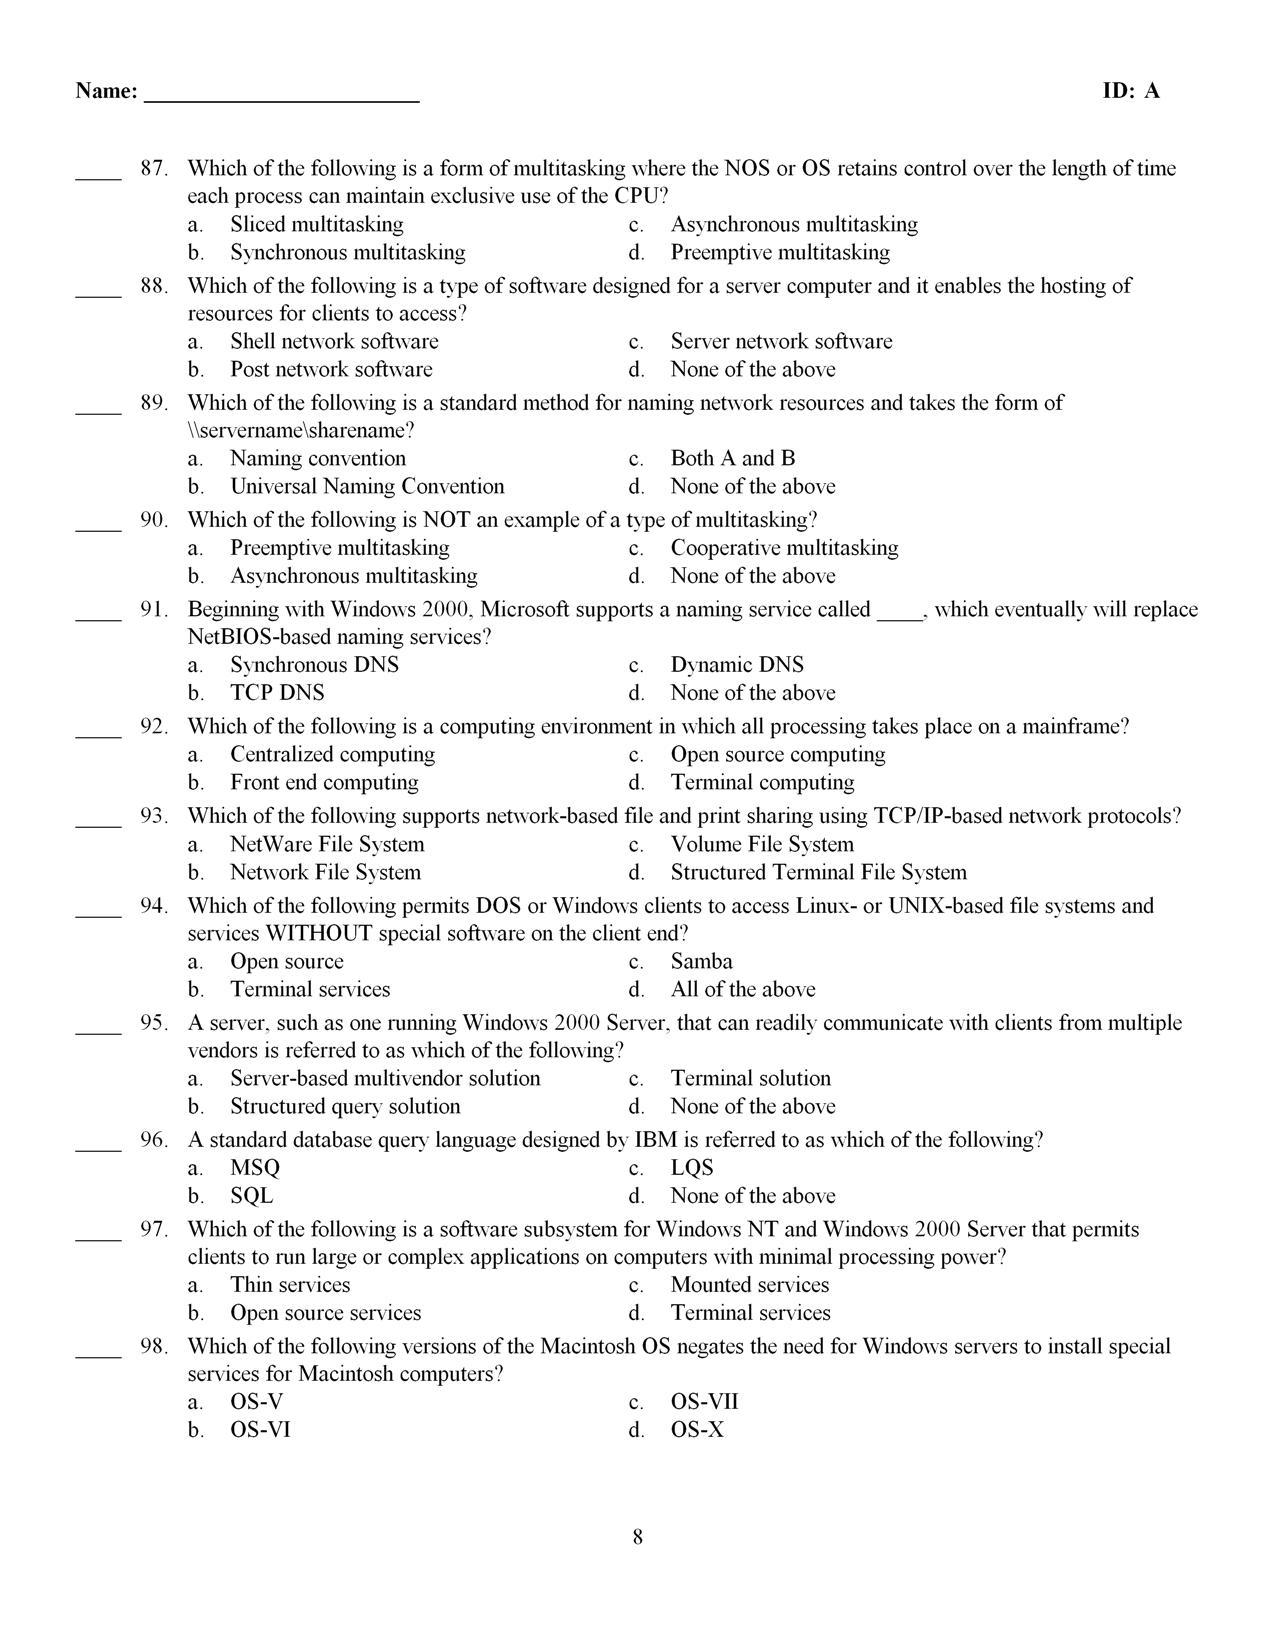 Name: ________________________ ID: A
____ 87. Which of the following is a form of multitasking where the NOS or OS retains control over the length of time
each process can maintain exclusive use of the CPU?
a. Sliced multitasking c. Asynchronous multitasking
b. Synchronous multitasking d. Preemptive multitasking
____ 88. Which of the following is a type of software designed for a server computer and it enables the hosting of
resources for clients to access?
a. Shell network software c. Server network software
b. Post network software d. None of the above
____ 89. Which of the following is a standard method for naming network resources and takes the form of
\\servername\sharename?
a. Naming convention c. Both A and B
b. Universal Naming Convention d. None of the above
____ 90. Which of the following is NOT an example of a type of multitasking?
a. Preemptive multitasking c. Cooperative multitasking
b. Asynchronous multitasking d. None of the above
____ 91. Beginning with Windows 2000, Microsoft supports a naming service called ____, which eventually will replace
NetBIOS-based naming services?
a. Synchronous DNS c. Dynamic DNS
b. TCP DNS d. None of the above
____ 92. Which of the following is a computing environment in which all processing takes place on a mainframe?
a. Centralized computing c. Open source computing
b. Front end computing d. Terminal computing
____ 93. Which of the following supports network-based file and print sharing using TCP/IP-based network protocols?
a. NetWare File System c. Volume File System
b. Network File System d. Structured Terminal File System
____ 94. Which of the following permits DOS or Windows clients to access Linux- or UNIX-based file systems and
services WITHOUT special software on the client end?
a. Open source c. Samba
b. Terminal services d. All of the above
____ 95. A server, such as one running Windows 2000 Server, that can readily communicate with clients from multiple
vendors is referred to as which of the following?
a. Server-based multivendor solution c. Terminal solution
b. Structured query solution d. None of the above
____ 96. A standard database query language designed by IBM is referred to as which of the following?
a. MSQ c. LQS
b. SQL d. None of the above
____ 97. Which of the following is a software subsystem for Windows NT and Windows 2000 Server that permits
clients to run large or complex applications on computers with minimal processing power?
a. Thin services c. Mounted services
b. Open source services d. Terminal services
____ 98. Which of the following versions of the Macintosh OS negates the need for Windows servers to install special
services for Macintosh computers?
a. OS-V c. OS-VII
b. OS-VI d. OS-X
8